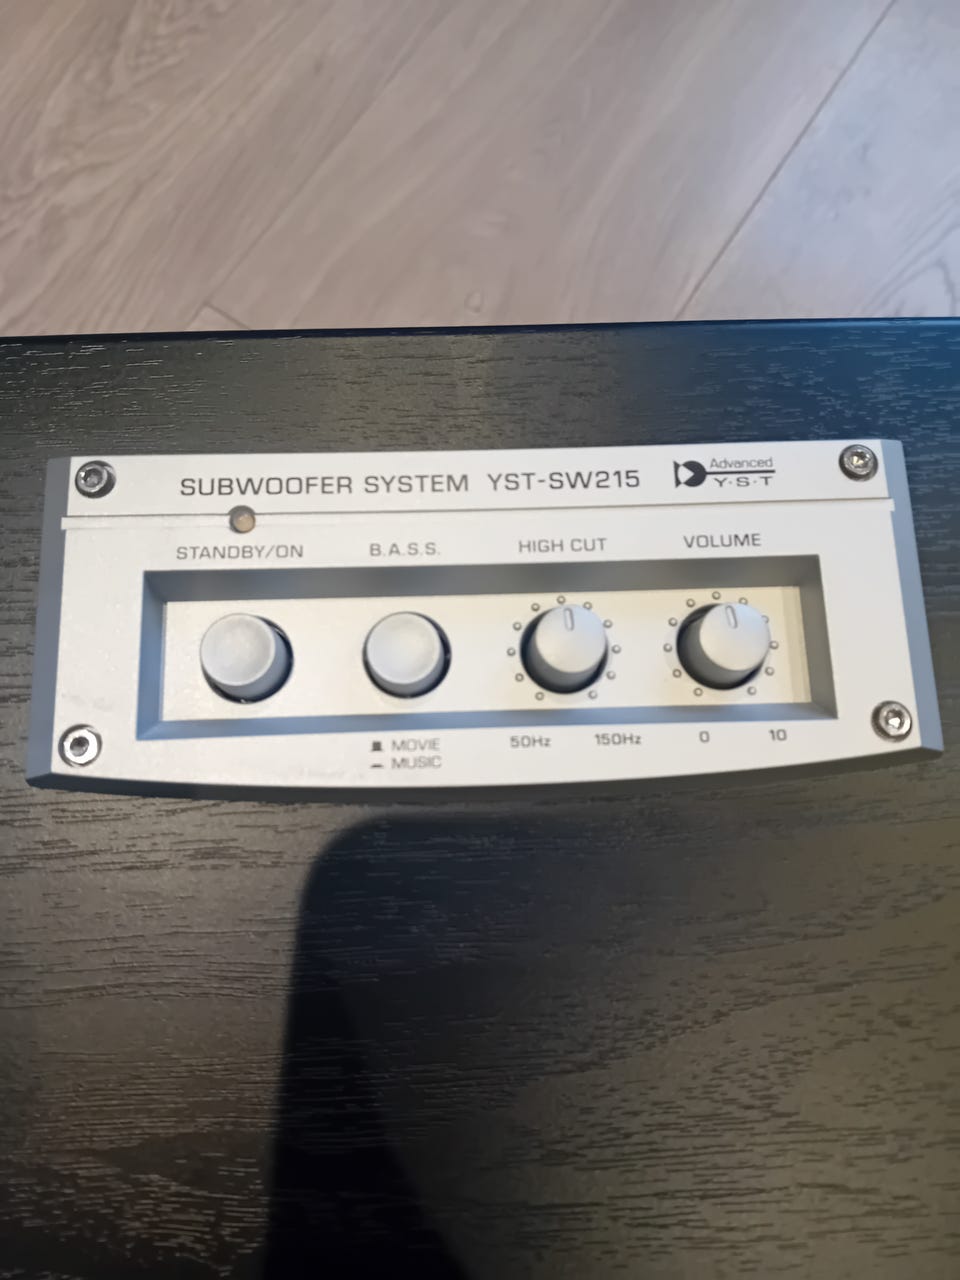 SUBWOOFER SYSTEM YST-SW215 Advanced
Y·S·T
STANDBY/ON B.A.S.S. HIGH CUT VOLUME
MOVIE
MUSIC
50Hz 150Hz 0 10